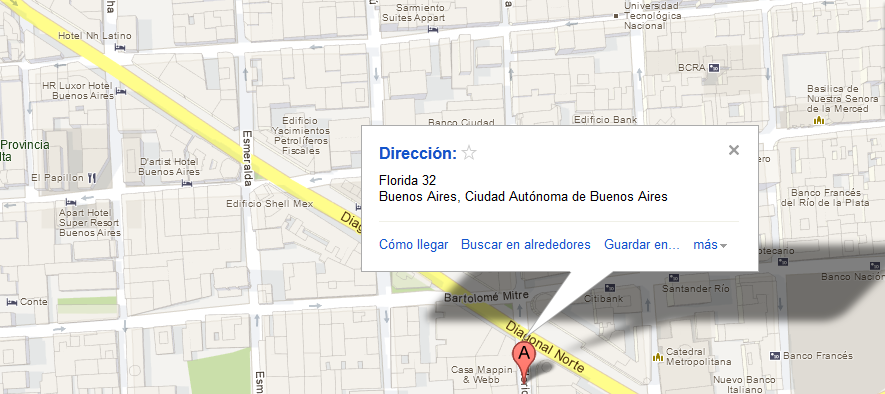 Sarmiento
Suites Appart
Universidad
Tecnológica
Nacional
Hotel Nh Latino
BCRA
HR Luxor Hotel
Buenos Aires
Basilica de
Nuestra Senora
de la Merced
Edificio
Yacimientos
Petrolíferos
Fiscales
Banco Ciudad
Edificio Bank
Provincia
lta
Esmeralda
D'artist Hotel
Buenos Aires
El Papillon
Dirección:
Florida 32
Buenos Aires, Ciudad Autónoma de Buenos Aires
Cómo llegar Buscar en alrededores Guardar en... más
Banco Francés
del Río de la Plata
Apart Hotel
Super Resort
Buenos Aires
Edificio Shell Mex
Diag
otecario
Banco Nación
Conte
Bartolomé Mitre
Citibank
Santander Río
Diagonal Norte
A
Casa Mappin
& Webb
Catedral
Metropolitana
Banco Francés
Nuevo Banco
Italiano
Esm